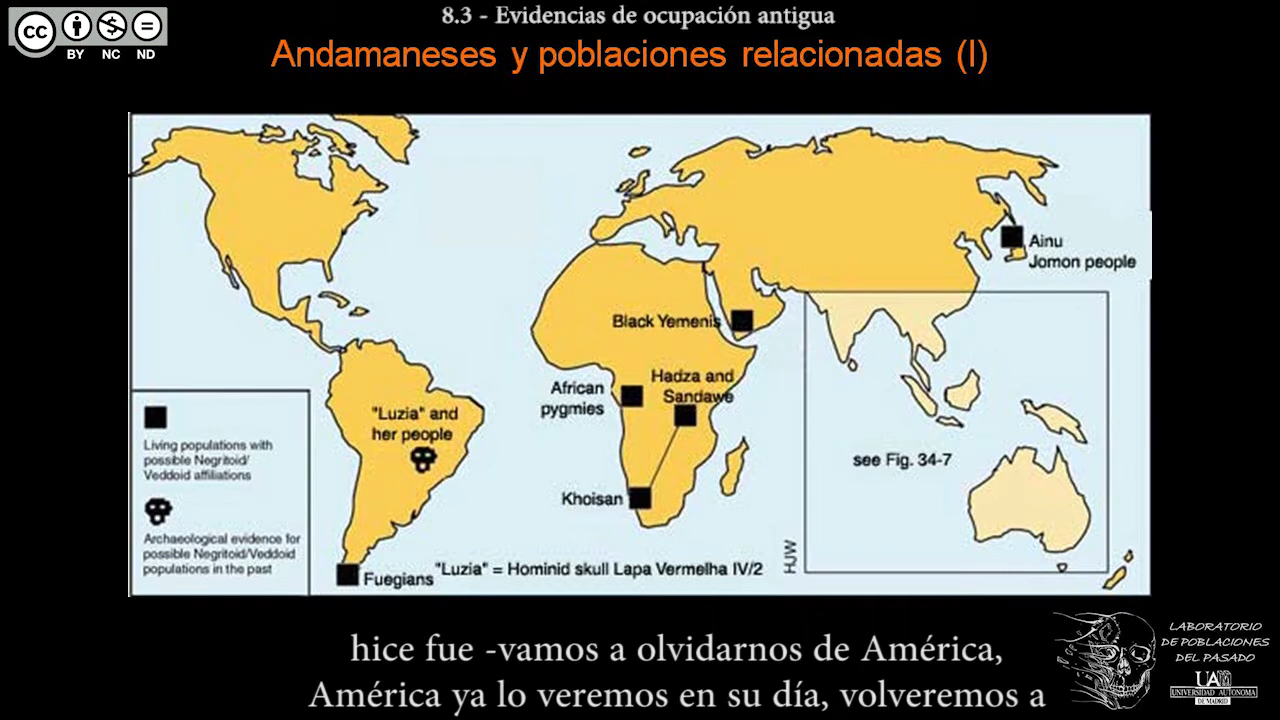 8.3 - Evidencias de ocupación antigua
cc
BY NC ND
Andamaneses y poblaciones relacionadas (I)
Ainu
Jomon people
Black Yemenis
African
pygmies
Hadza and
Sandawe
"Luzia" and
her people
Living populations with
possible Negritoid/
Veddoid affiliations
see Fig. 34-7
Khoisan
Archaeological evidence for
possible Negritoid/Veddoid
populations in the past
HJW
Fuegians
"Luzia" = Hominid skull Lapa Vermelha IV/2
hice fue -vamos a olvidarnos de América,
América ya lo veremos en su día, volveremos a
LABORATORIO
DE POBLACIONES
DEL PASADO
UAM
UNIVERSIDAD AUTONOMA
DE MADRID